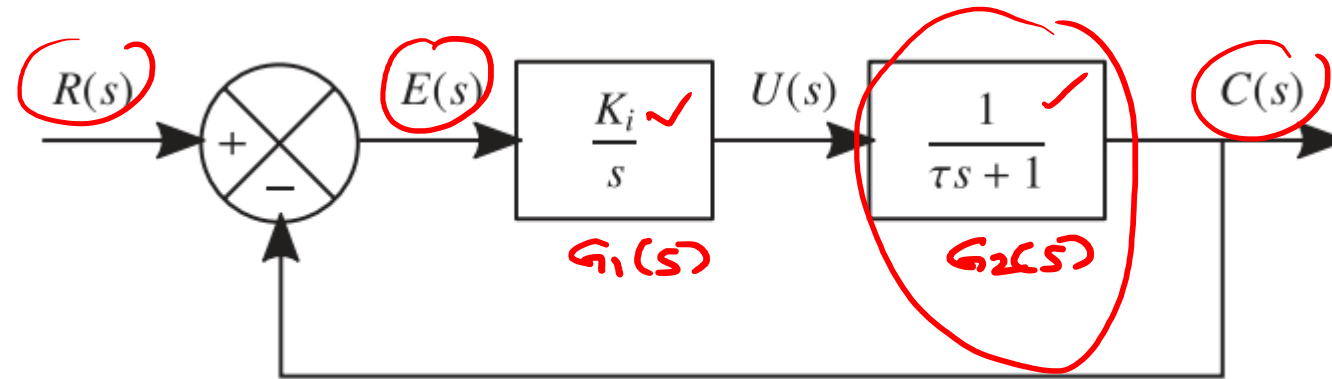 R(s) E(s) U(s) C(s)
K_i 1
+ s τs + 1
−
G1(s) G2(s)